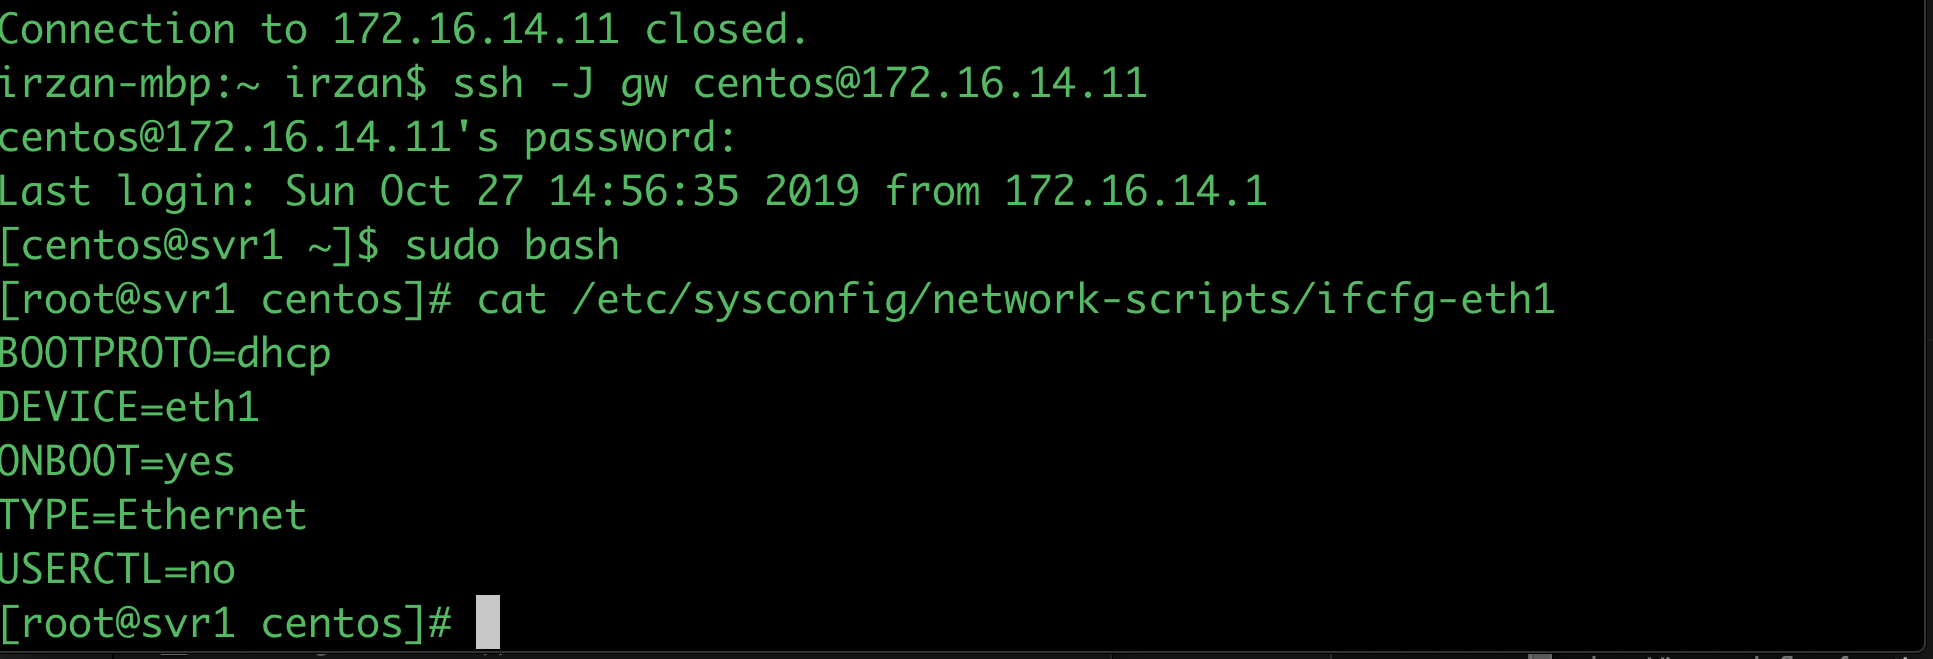 Connection to 172.16.14.11 closed.
irzan-mbp:~ irzan$ ssh -J gw centos@172.16.14.11
centos@172.16.14.11's password:
Last login: Sun Oct 27 14:56:35 2019 from 172.16.14.1
[centos@svr1 ~]$ sudo bash
[root@svr1 centos]# cat /etc/sysconfig/network-scripts/ifcfg-eth1
BOOTPROTO=dhcp
DEVICE=eth1
ONBOOT=yes
TYPE=Ethernet
USERCTL=no
[root@svr1 centos]#